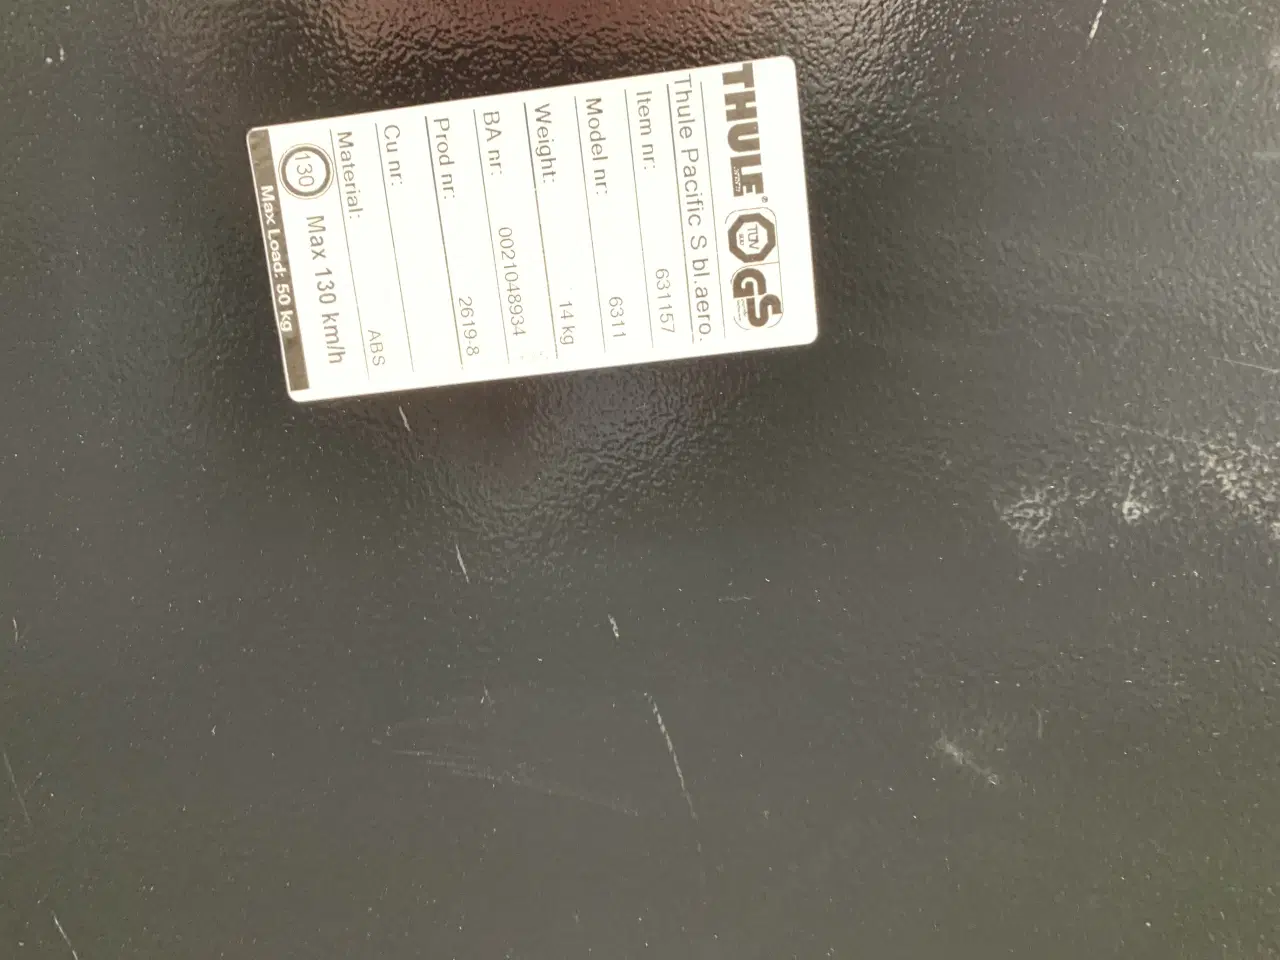 THULE® TÜV GS
Thule Pacific S bl.aero.
Item nr: 631157
Model nr: 6311
Weight: 14 kg
BA nr: 0021048934
Prod nr: 2619-8
Cu nr:
Material: ABS
130 Max 130 km/h
Max Load: 50 kg